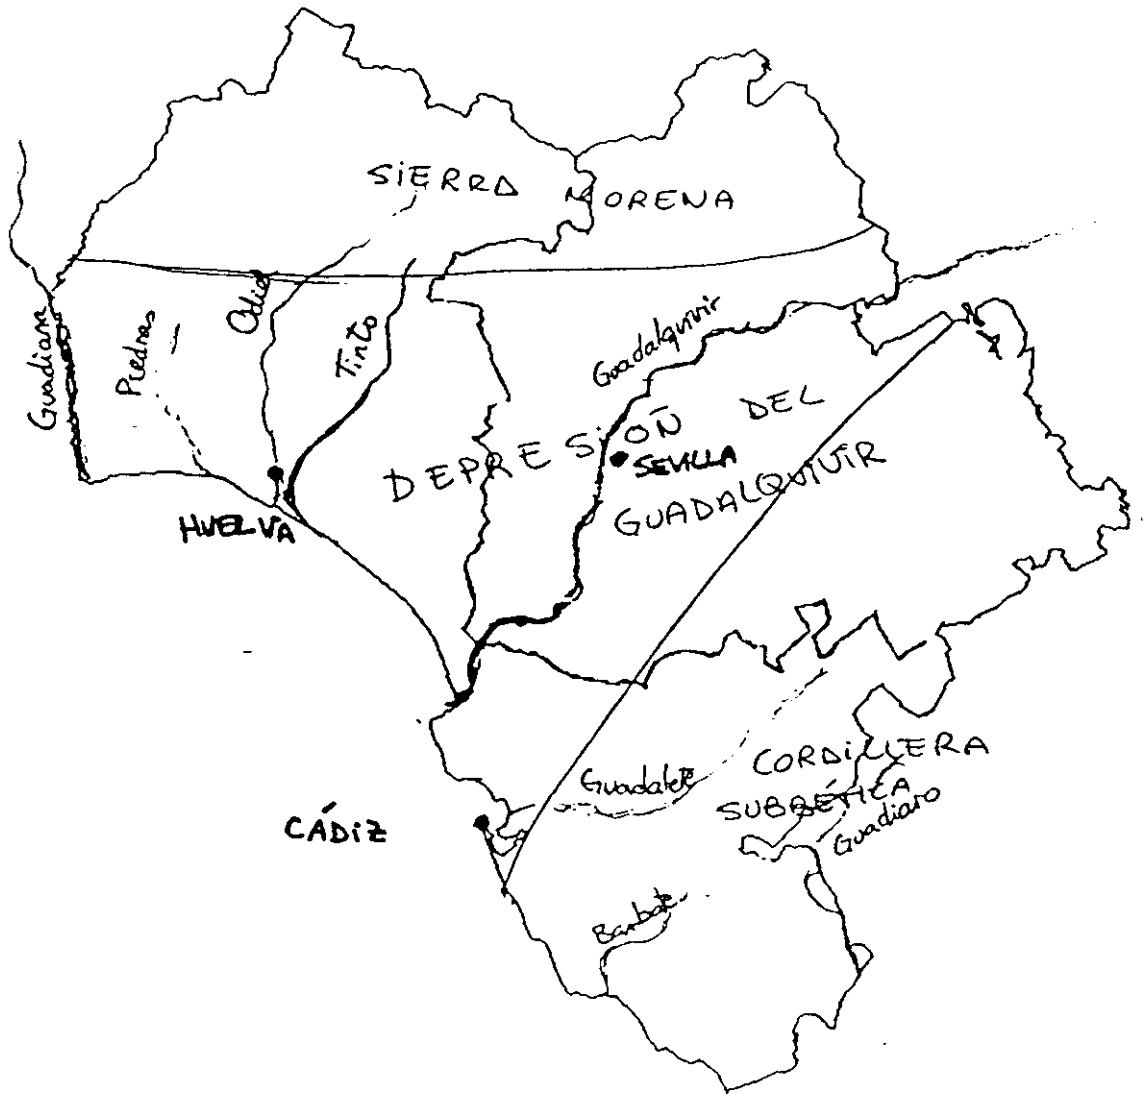 SIERRA MORENA
Guadiana
Piedras
Odiel
Tinto
Guadalquivir
DEPRESIÓN DEL
GUADALQUIVIR
SEVILLA
HUELVA
CORDILLERA
SUBBÉTICA
Guadalete
Guadiaro
CÁDIZ
Barbate